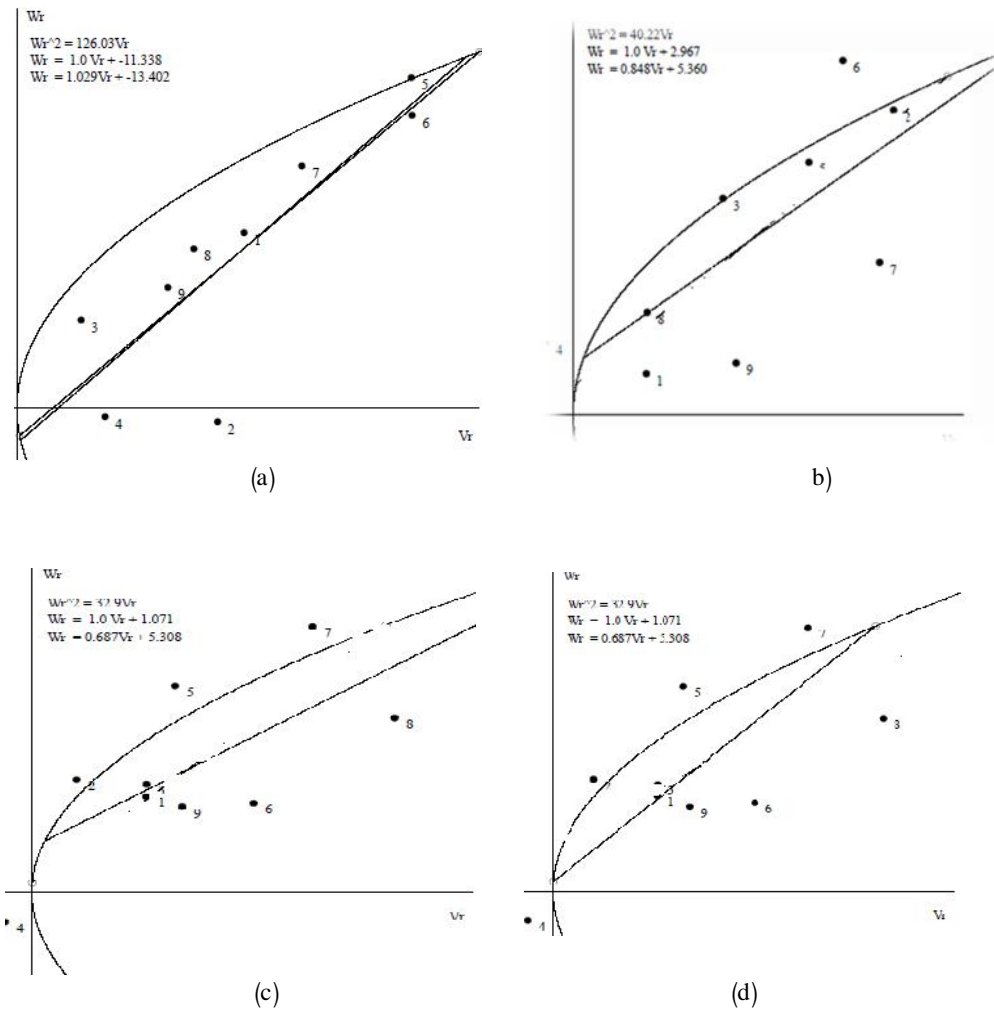 Wr
Wr^2 = 126.03Vr
Wr = 1.0 Vr + -11.338
Wr = 1.029Vr + -13.402
5
6
7
1
8
9
3
4
2
Vr
(a)
Wr^2 = 40.22Vr
Wr = 1.0 Vr + 2.967
Wr = 0.848Vr + 5.360
6
2
3
7
8
4
1
9
b)
Wr
Wr^2 = 32.9Vr
Wr = 1.0 Vr + 1.071
Wr = 0.687Vr + 5.308
7
5
8
2
1
9
6
4
Vr
(c)
Wr
Wr^2 = 32.9Vr
Wr = 1.0 Vr + 1.071
Wr = 0.687Vr + 5.308
7
5
3
1
9
6
4
(d)